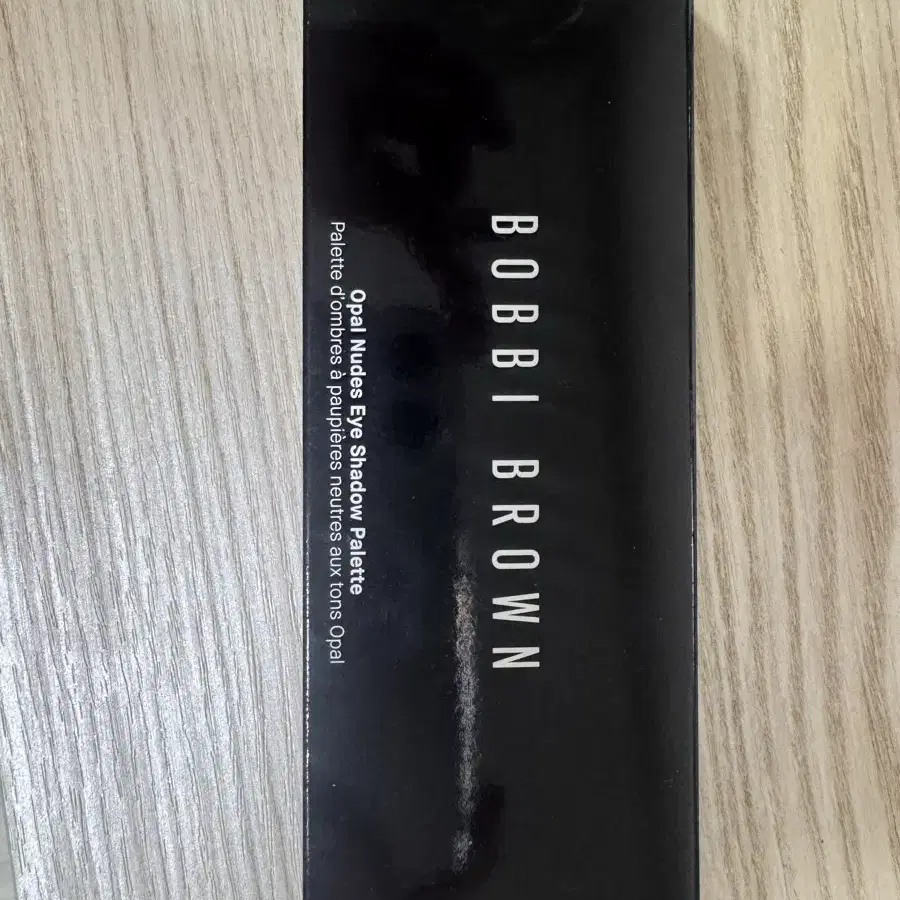 BOBBI BROWN
Opal Nudes Eye Shadow Palette
Palette d'ombres à paupières neutres aux tons Opal